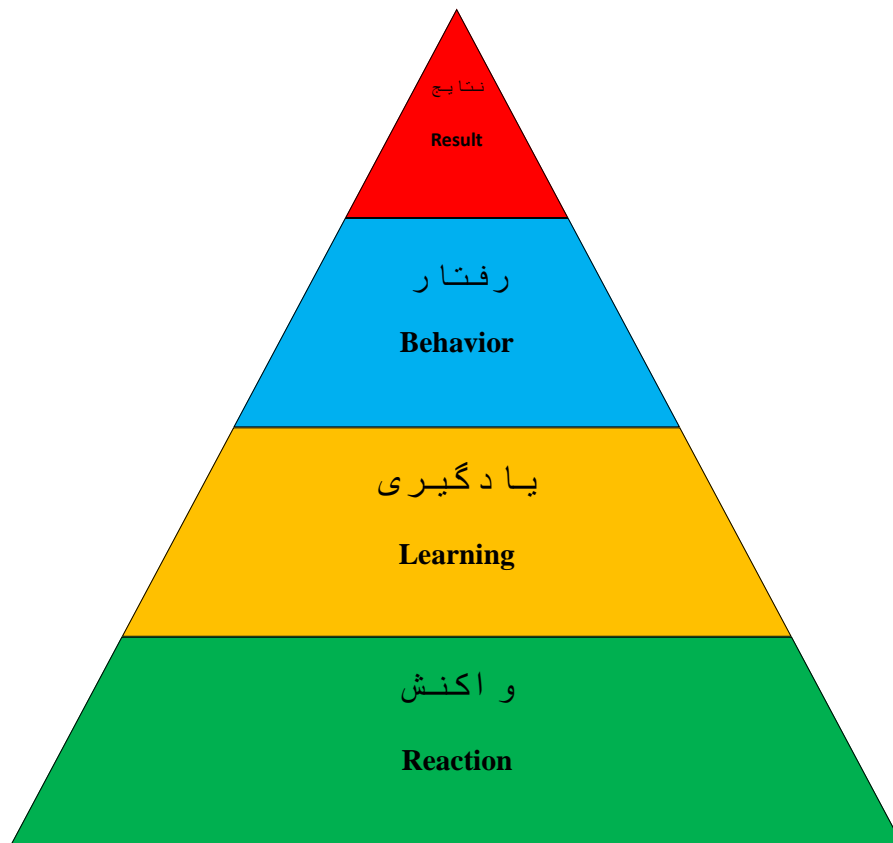 نتایج
Result
رفتار
Behavior
یادگیری
Learning
واکنش
Reaction